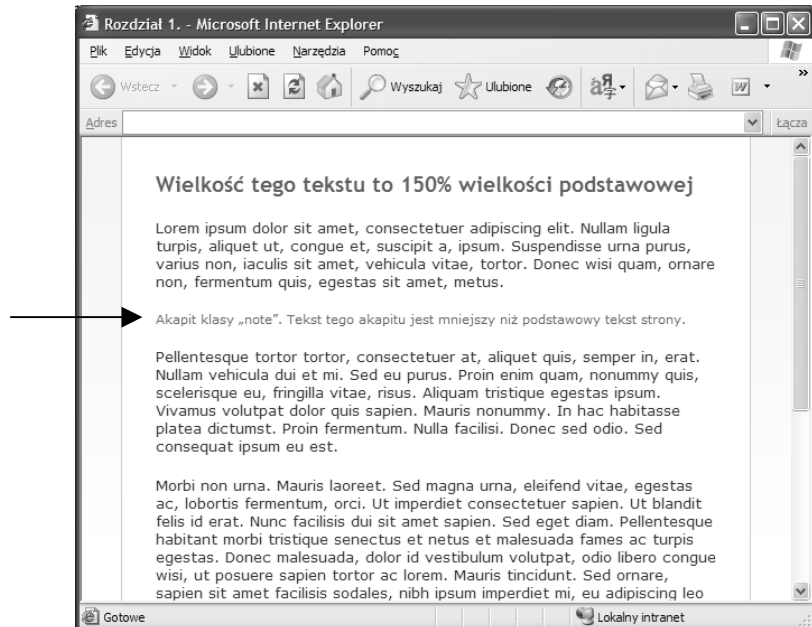 Rozdział 1. - Microsoft Internet Explorer
Plik Edycja Widok Ulubione Narzędzia Pomoc
Wstecz Wyszukaj Ulubione »
Adres Łącza
Wielkość tego tekstu to 150% wielkości podstawowej
Lorem ipsum dolor sit amet, consectetuer adipiscing elit. Nullam ligula
turpis, aliquet ut, congue et, suscipit a, ipsum. Suspendisse urna purus,
varius non, iaculis sit amet, vehicula vitae, tortor. Donec wisi quam, ornare
non, fermentum quis, egestas sit amet, metus.
Akapit klasy „note”. Tekst tego akapitu jest mniejszy niż podstawowy tekst strony.
Pellentesque tortor tortor, consectetuer at, aliquet quis, semper in, erat.
Nullam vehicula dui et mi. Sed eu purus. Proin enim quam, nonummy quis,
scelerisque eu, fringilla vitae, risus. Aliquam tristique egestas ipsum.
Vivamus volutpat dolor quis sapien. Mauris nonummy. In hac habitasse
platea dictumst. Proin fermentum. Nulla facilisi. Donec sed odio. Sed
consequat ipsum eu est.
Morbi non urna. Mauris laoreet. Sed magna urna, eleifend vitae, egestas
ac, lobortis fermentum, orci. Ut imperdiet consectetuer sapien. Ut blandit
felis id erat. Nunc facilisis dui sit amet sapien. Sed eget diam. Pellentesque
habitant morbi tristique senectus et netus et malesuada fames ac turpis
egestas. Donec malesuada, dolor id vestibulum volutpat, odio libero congue
wisi, ut posuere sapien tortor ac lorem. Mauris tincidunt. Sed ornare,
sapien sit amet facilisis sodales, nibh ipsum imperdiet mi, eu adipiscing leo
Gotowe Lokalny intranet